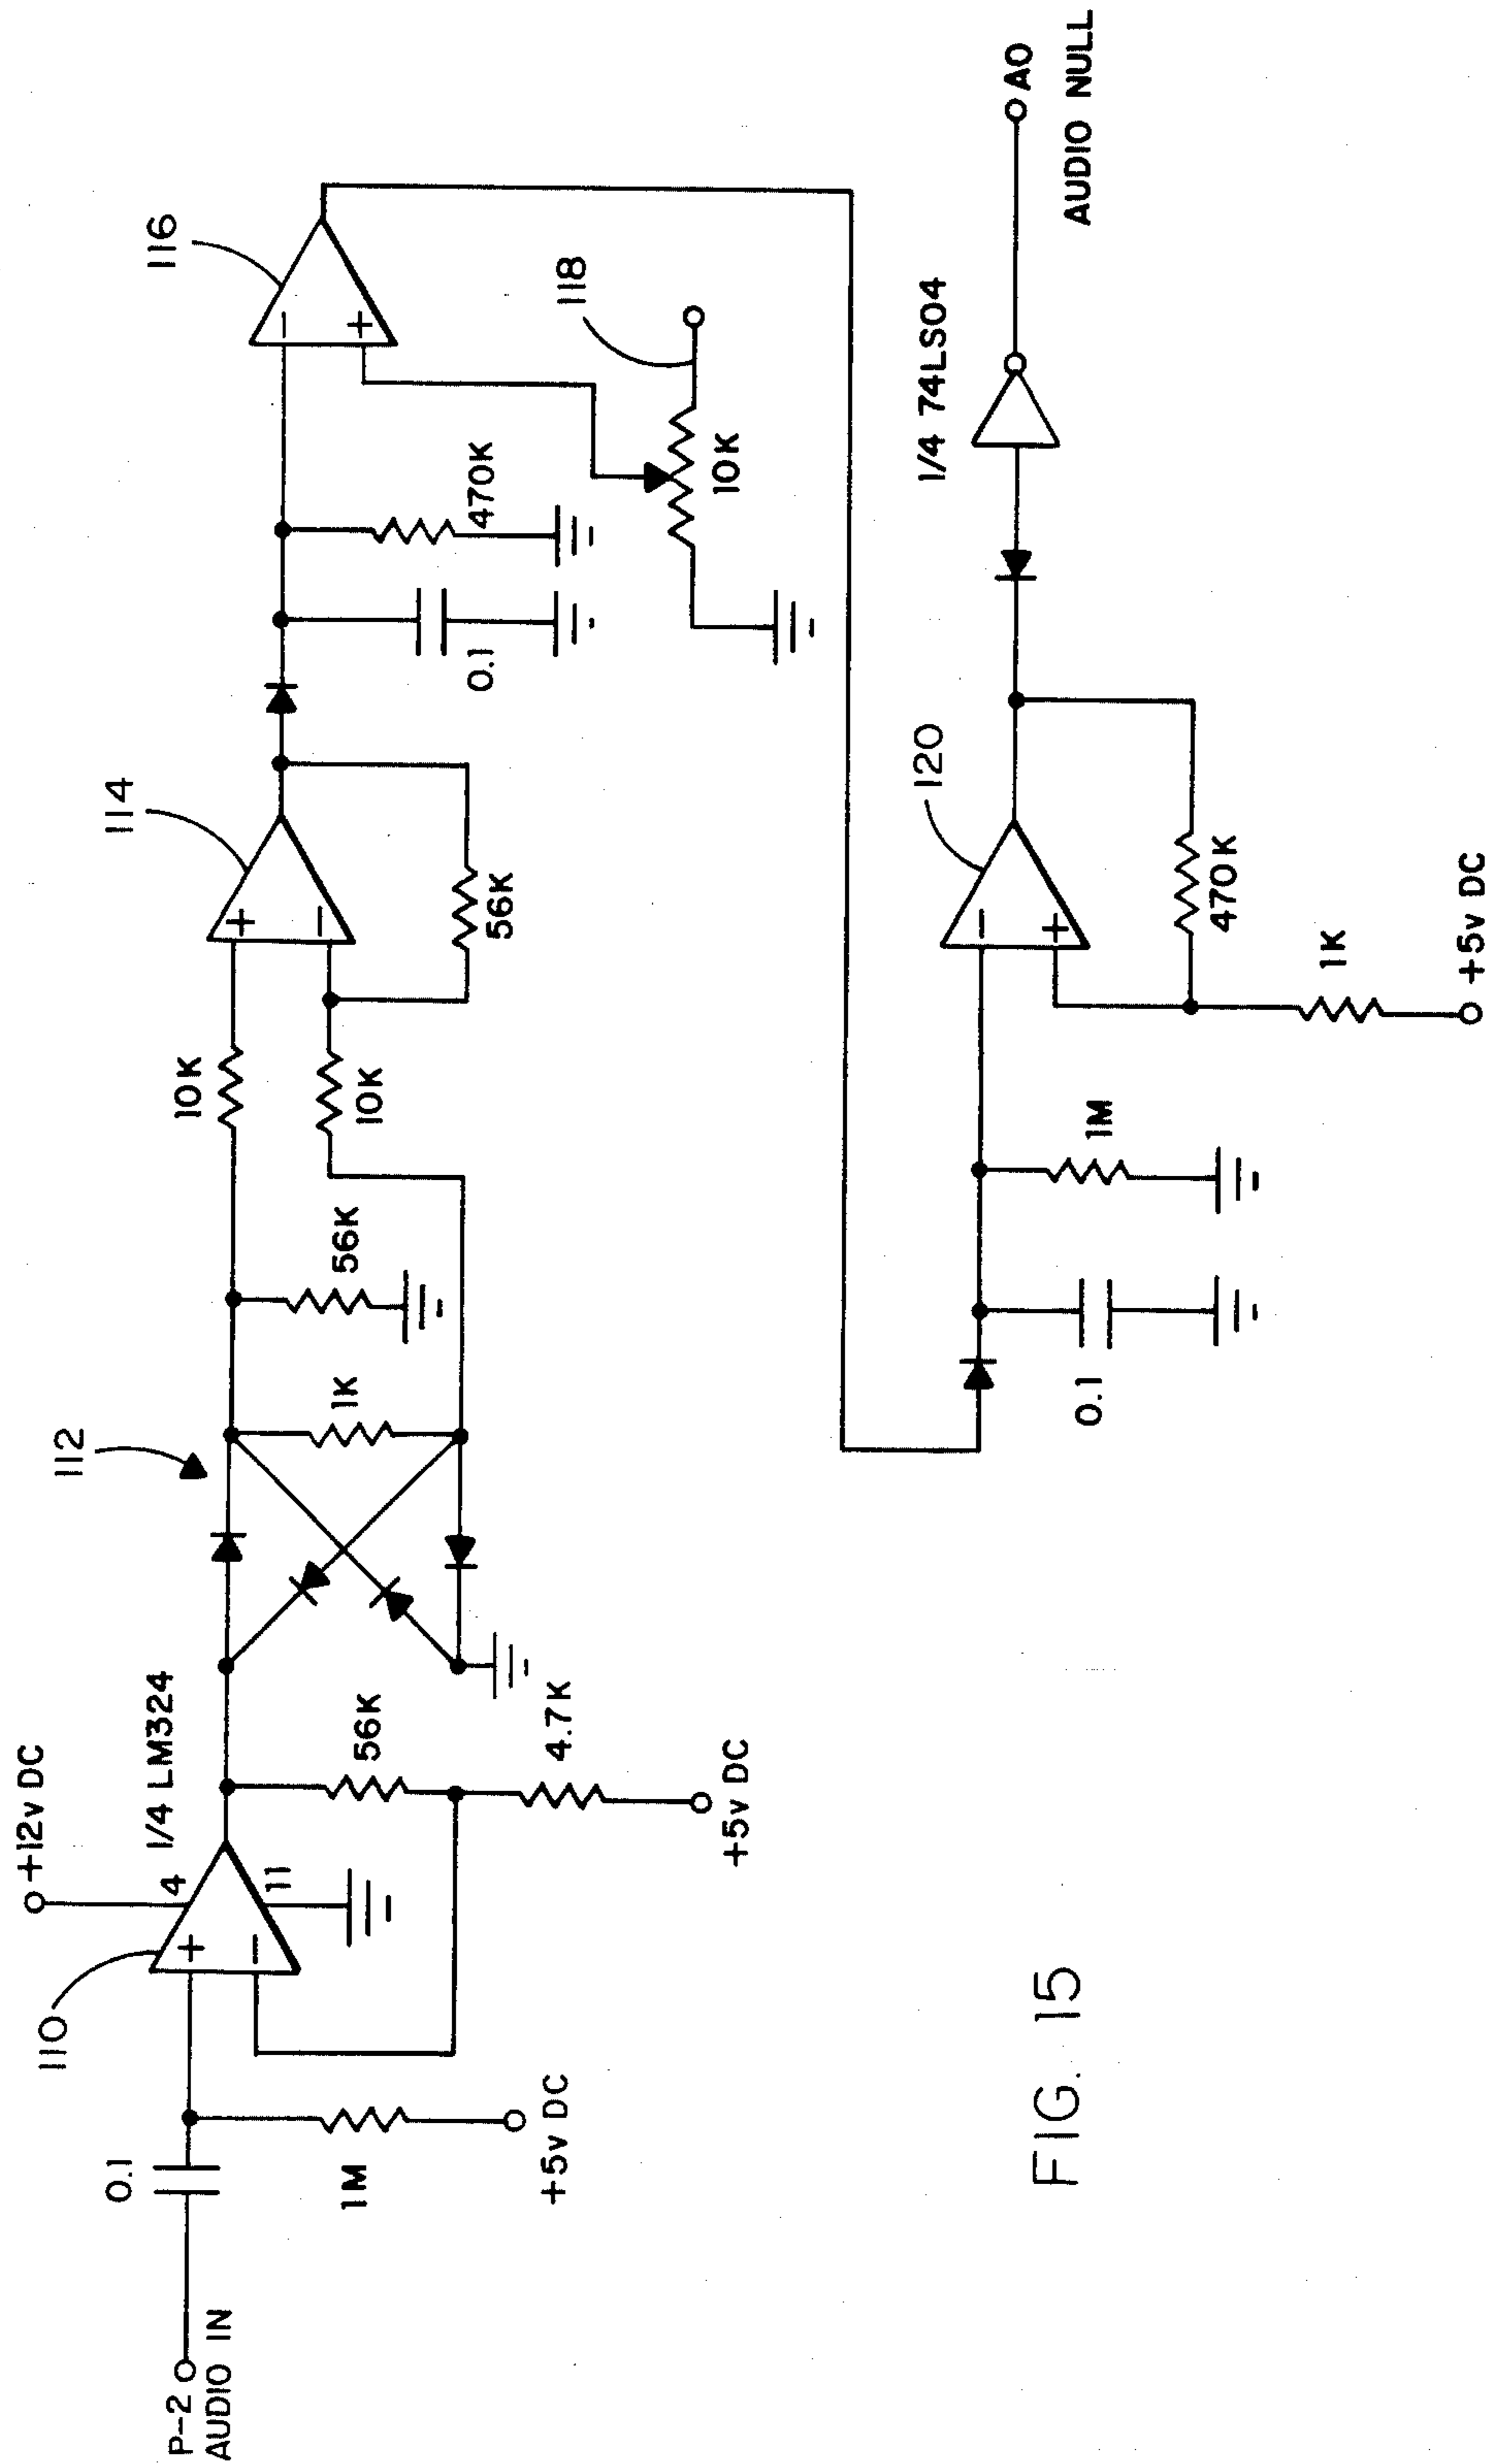 P-2
AUDIO IN
0.1
1M
+5v DC
110
+
−
4
11
+12v DC
1/4 LM324
56K
4.7K
+5v DC
112
1K
56K
10K
10K
114
+
−
56K
0.1
470K
116
−
+
118
10K
0.1
1M
120
−
+
470K
1K
+5v DC
1/4 74LS04
A0
AUDIO NULL
FIG. 15